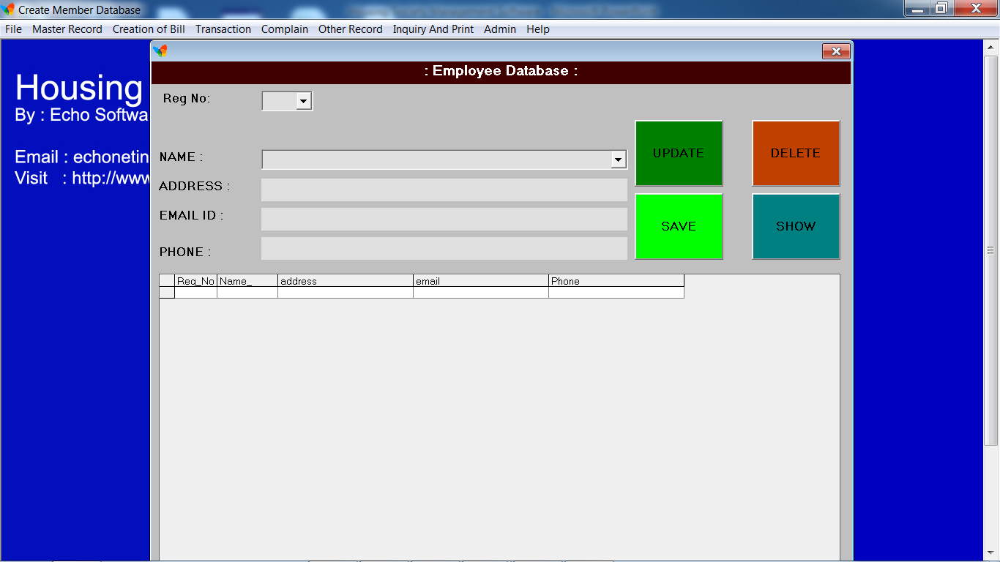 Create Member Database
File Master Record Creation of Bill Transaction Complain Other Record Inquiry And Print Admin Help
: Employee Database :
Housing
By : Echo Softwa
Email : echonetin
Visit : http://www
Reg No:
NAME :
ADDRESS :
EMAIL ID :
PHONE :
UPDATE DELETE
SAVE SHOW
Reg_No Name_ address email Phone